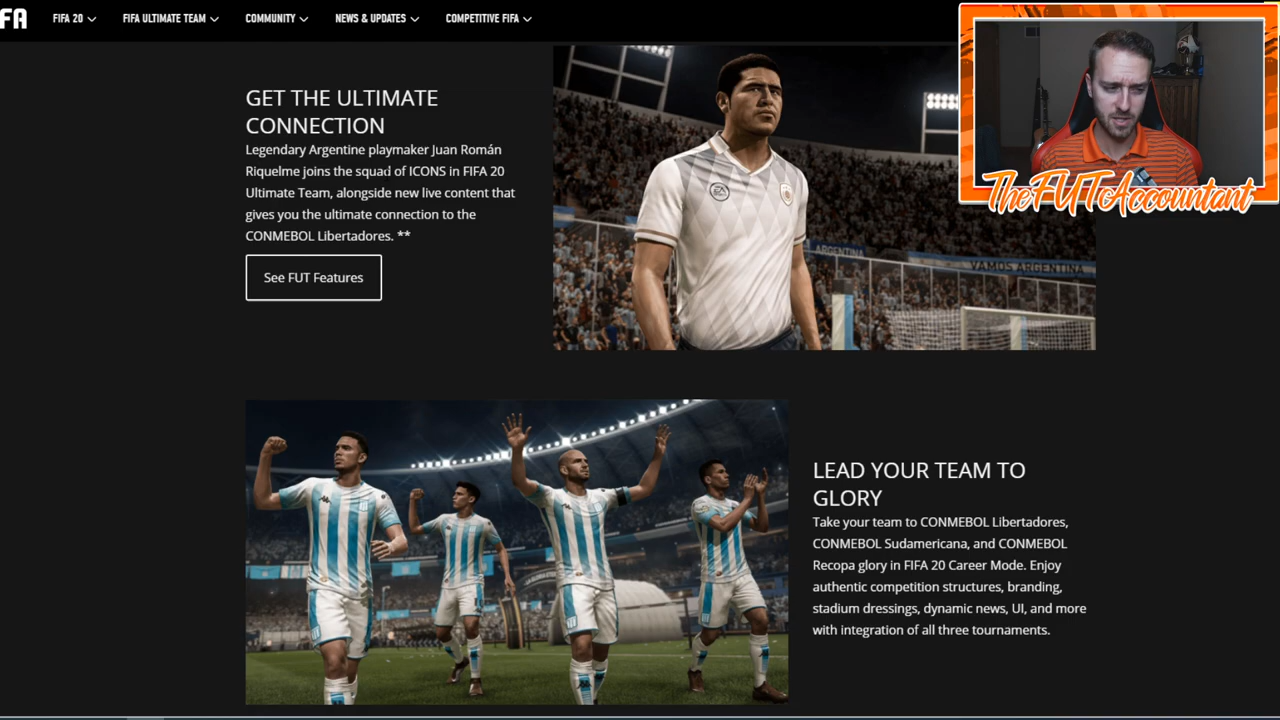 FA
FIFA 20
FIFA ULTIMATE TEAM
COMMUNITY
NEWS & UPDATES
COMPETITIVE FIFA
GET THE ULTIMATE
CONNECTION
Legendary Argentine playmaker Juan Román
Riquelme joins the squad of ICONS in FIFA 20
Ultimate Team, alongside new live content that
gives you the ultimate connection to the
CONMEBOL Libertadores. **
See FUT Features
EA
ARGENTINA
VAMOS ARGENTINA
TheFUTAccountant
LEAD YOUR TEAM TO
GLORY
Take your team to CONMEBOL Libertadores,
CONMEBOL Sudamericana, and CONMEBOL
Recopa glory in FIFA 20 Career Mode. Enjoy
authentic competition structures, branding,
stadium dressings, dynamic news, UI, and more
with integration of all three tournaments.